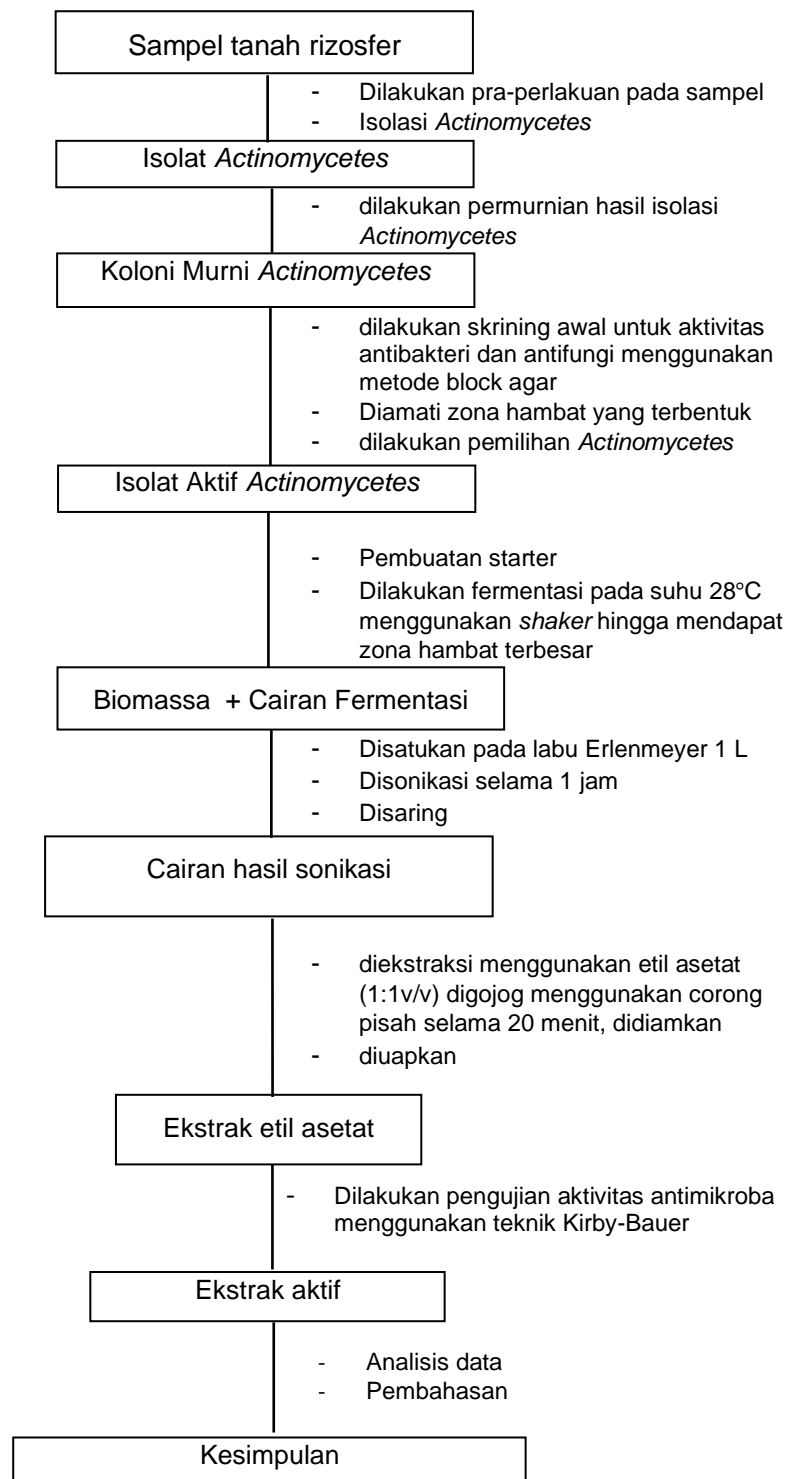 Sampel tanah rizosfer
- Dilakukan pra-perlakuan pada sampel
- Isolasi Actinomycetes
Isolat Actinomycetes
- dilakukan permurnian hasil isolasi
Actinomycetes
Koloni Murni Actinomycetes
- dilakukan skrining awal untuk aktivitas
antibakteri dan antifungi menggunakan
metode block agar
- Diamati zona hambat yang terbentuk
- dilakukan pemilihan Actinomycetes
Isolat Aktif Actinomycetes
- Pembuatan starter
- Dilakukan fermentasi pada suhu 28°C
menggunakan shaker hingga mendapat
zona hambat terbesar
Biomassa + Cairan Fermentasi
- Disatukan pada labu Erlenmeyer 1 L
- Disonikasi selama 1 jam
- Disaring
Cairan hasil sonikasi
- diekstraksi menggunakan etil asetat
(1:1v/v) digojog menggunakan corong
pisah selama 20 menit, didiamkan
- diuapkan
Ekstrak etil asetat
- Dilakukan pengujian aktivitas antimikroba
menggunakan teknik Kirby-Bauer
Ekstrak aktif
- Analisis data
- Pembahasan
Kesimpulan